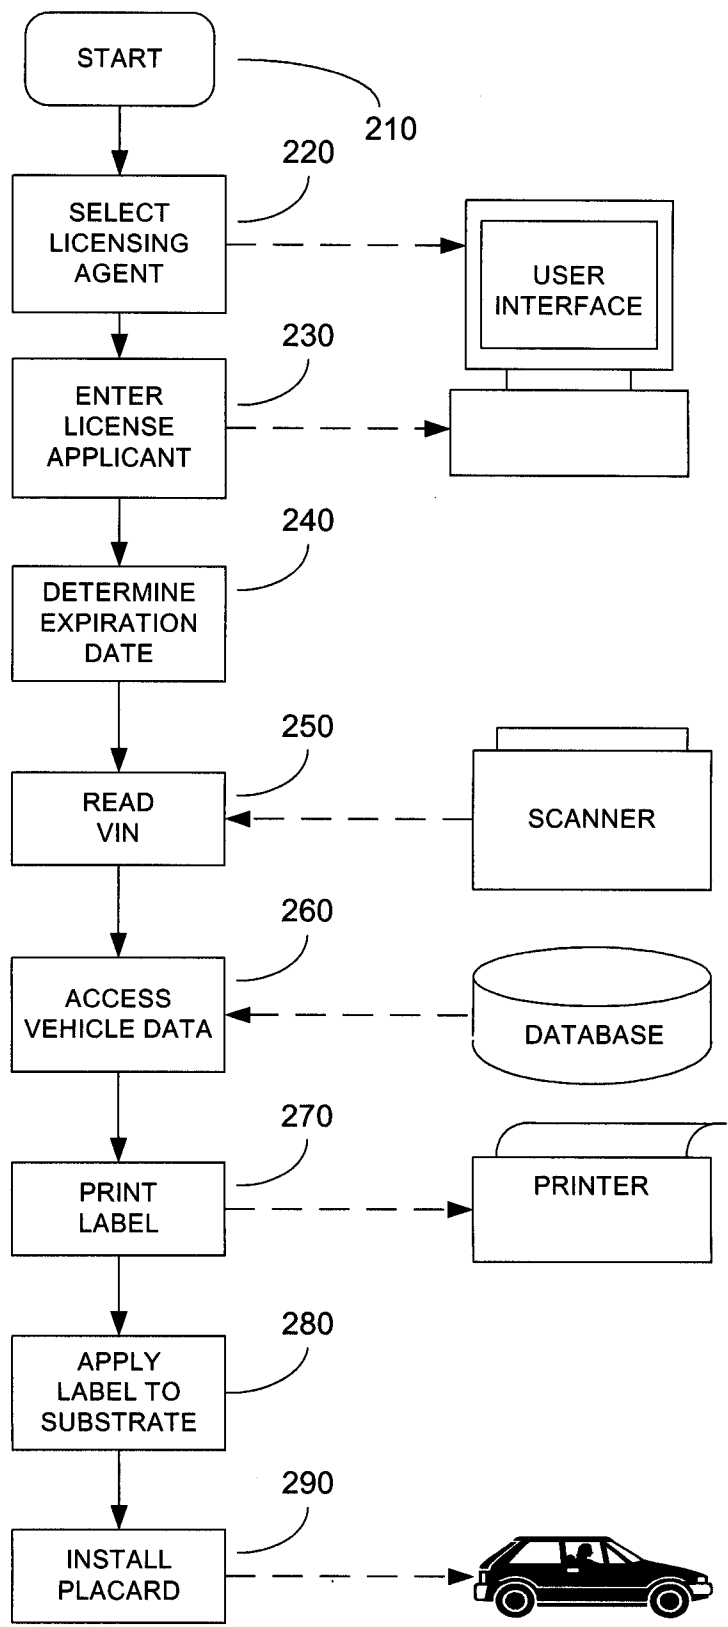 START
210
220
SELECT
LICENSING
AGENT
USER
INTERFACE
230
ENTER
LICENSE
APPLICANT
240
DETERMINE
EXPIRATION
DATE
250
READ
VIN
SCANNER
260
ACCESS
VEHICLE DATA
DATABASE
270
PRINT
LABEL
PRINTER
280
APPLY
LABEL TO
SUBSTRATE
290
INSTALL
PLACARD